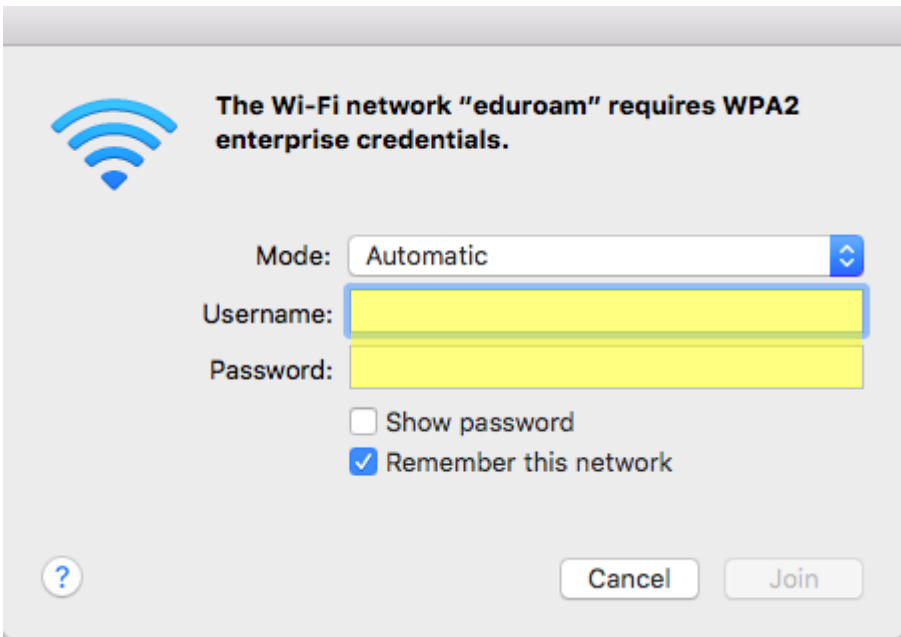 The Wi-Fi network “eduroam” requires WPA2
enterprise credentials.
Mode: Automatic
Username:
Password:
Show password
Remember this network
? Cancel Join